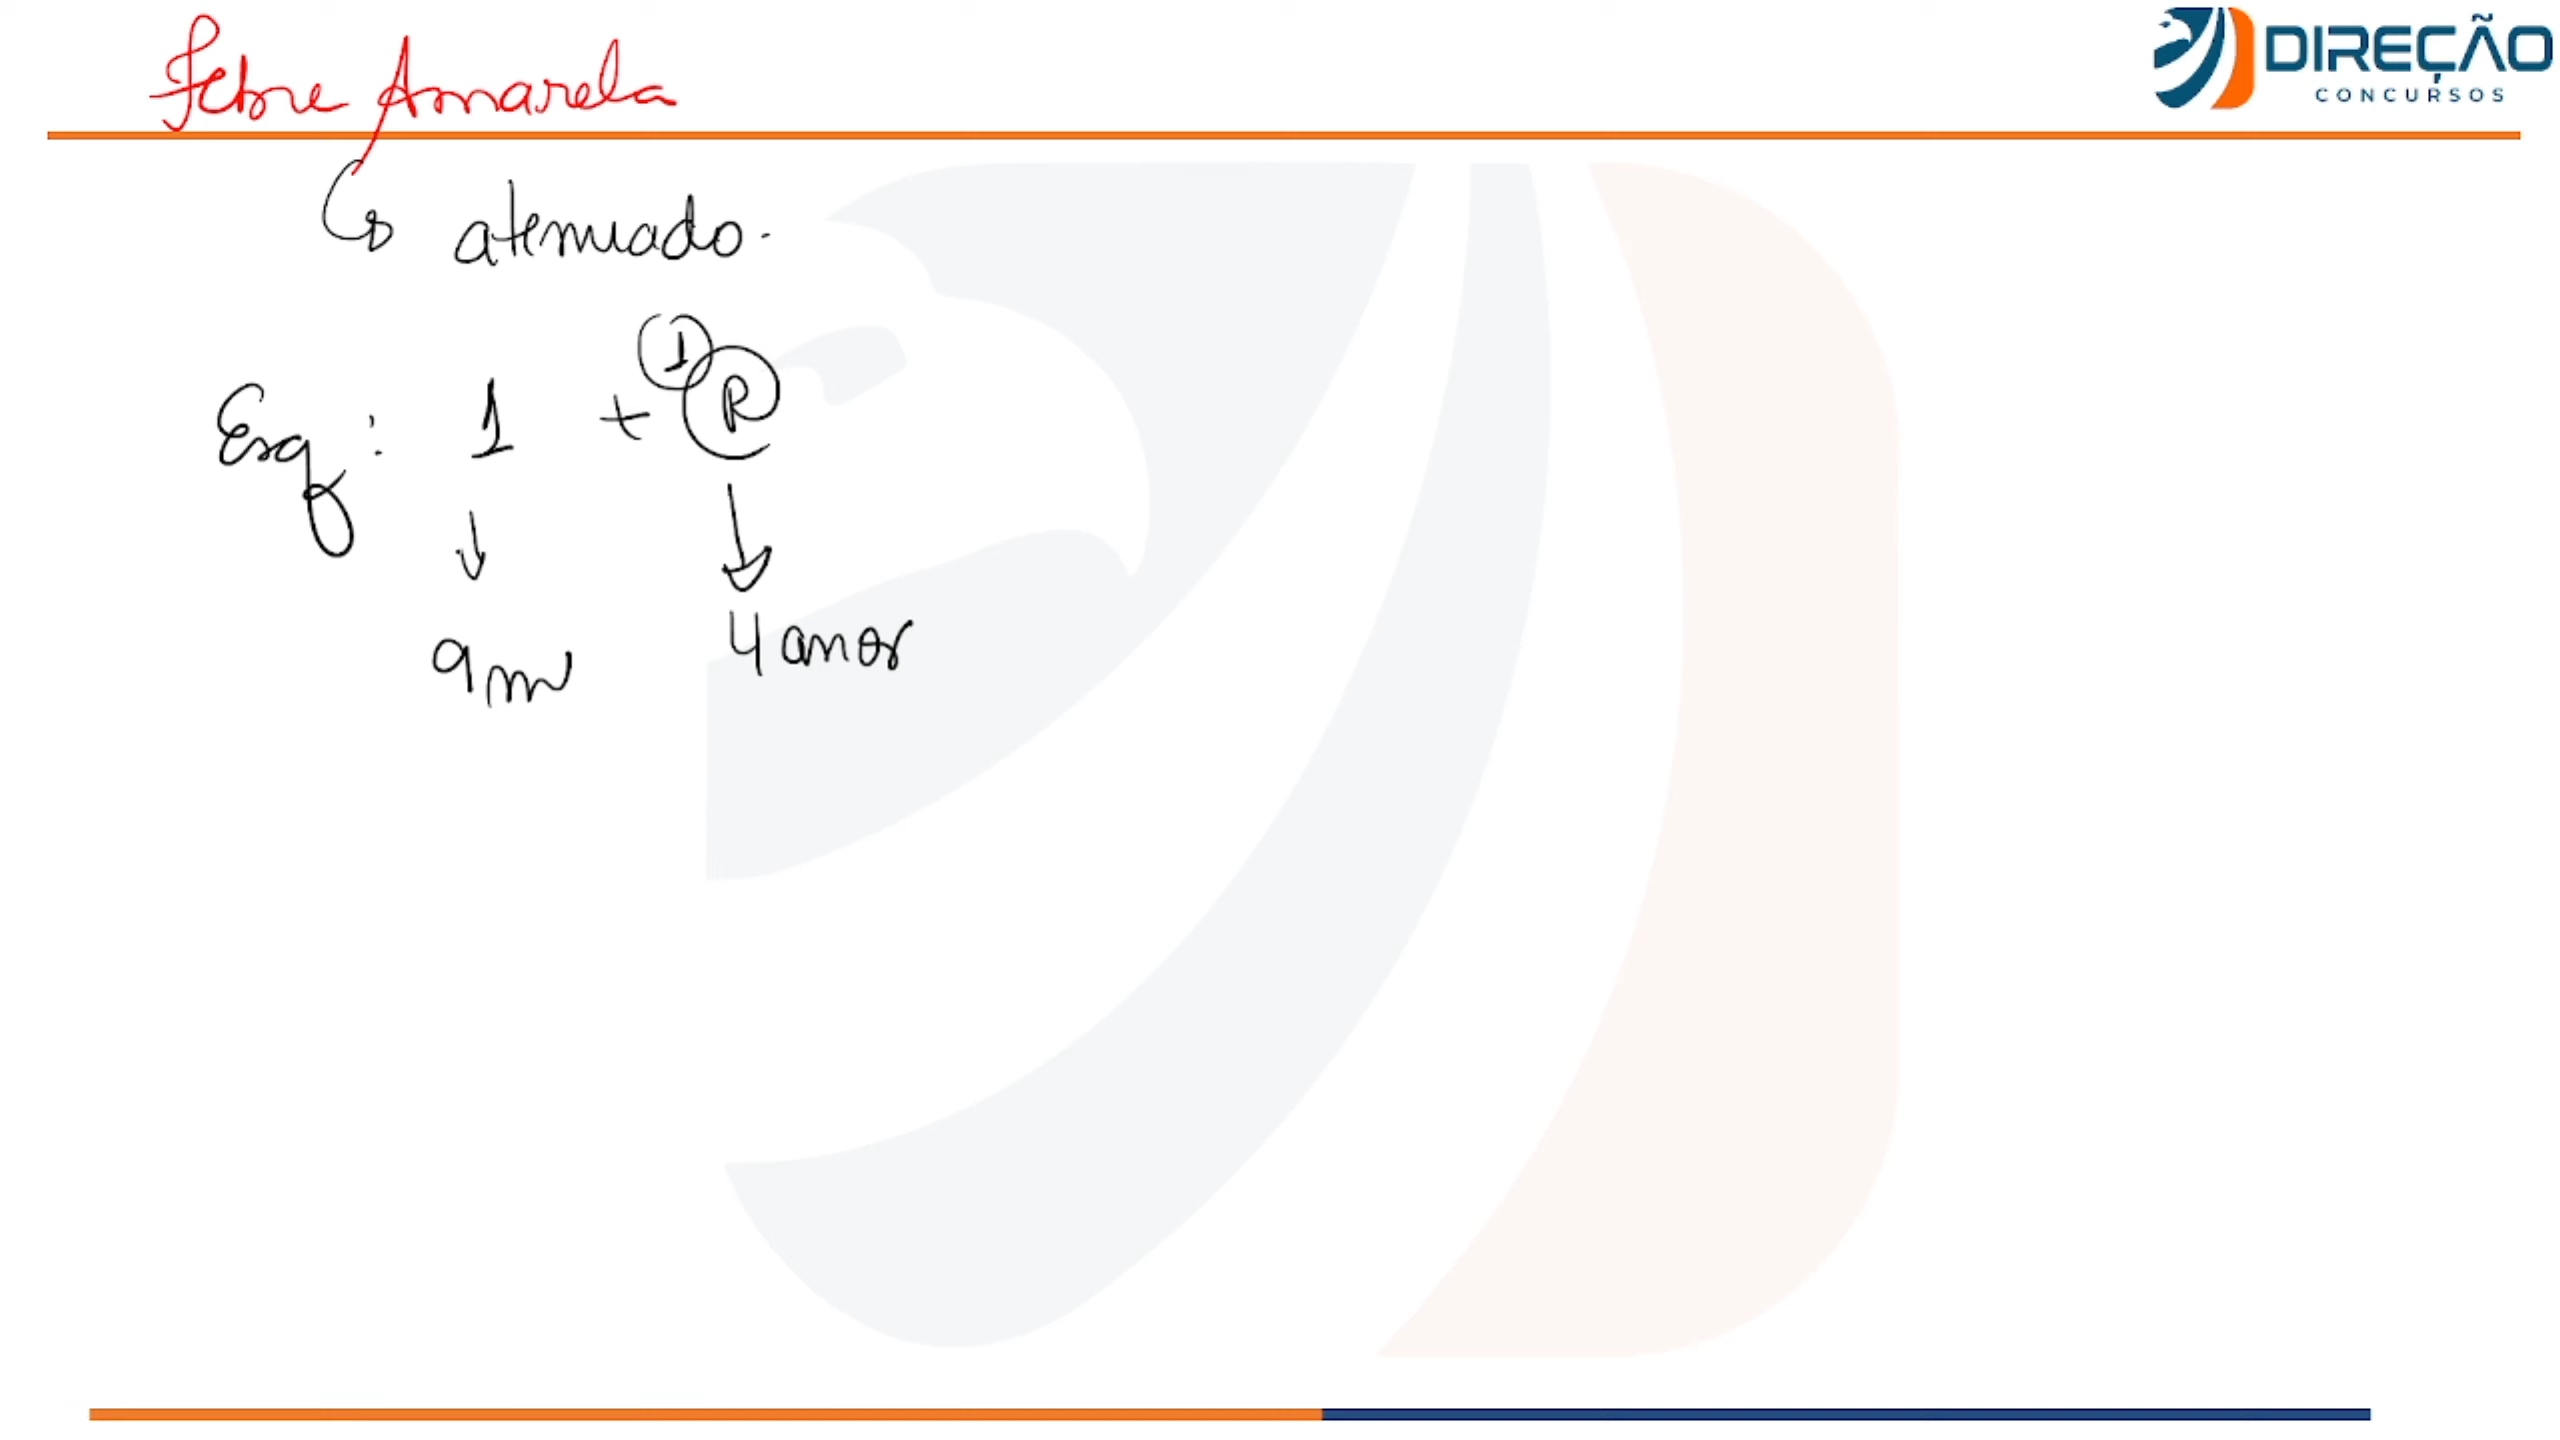 Febre Amarela
DIREÇÃO
CONCURSOS
atenuado.
Esq: 1 + 1 R
9m 4 anos